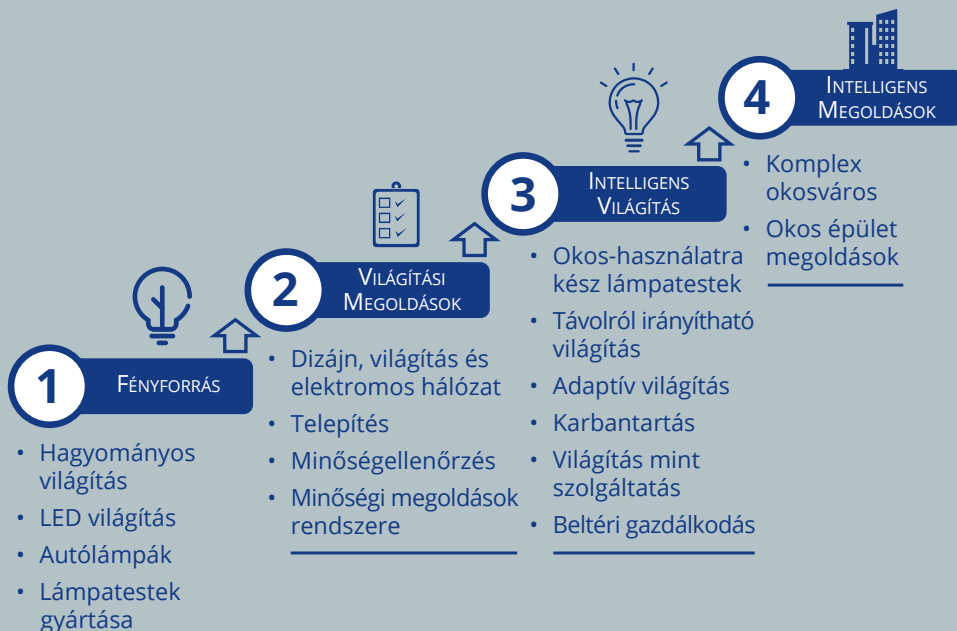 1
Fényforrás
• Hagyományos
világítás
• LED világítás
• Autólámpák
• Lámpatestek
gyártása
2
Világítási
Megoldások
• Dizájn, világítás és
elektromos hálózat
• Telepítés
• Minőségellenőrzés
• Minőségi megoldások
rendszere
3
Intelligens
Világítás
• Okos-használatra
kész lámpatestek
• Távolról irányítható
világítás
• Adaptív világítás
• Karbantartás
• Világítás mint
szolgáltatás
• Beltéri gazdálkodás
4
Intelligens
Megoldások
• Komplex
okosváros
• Okos épület
megoldások